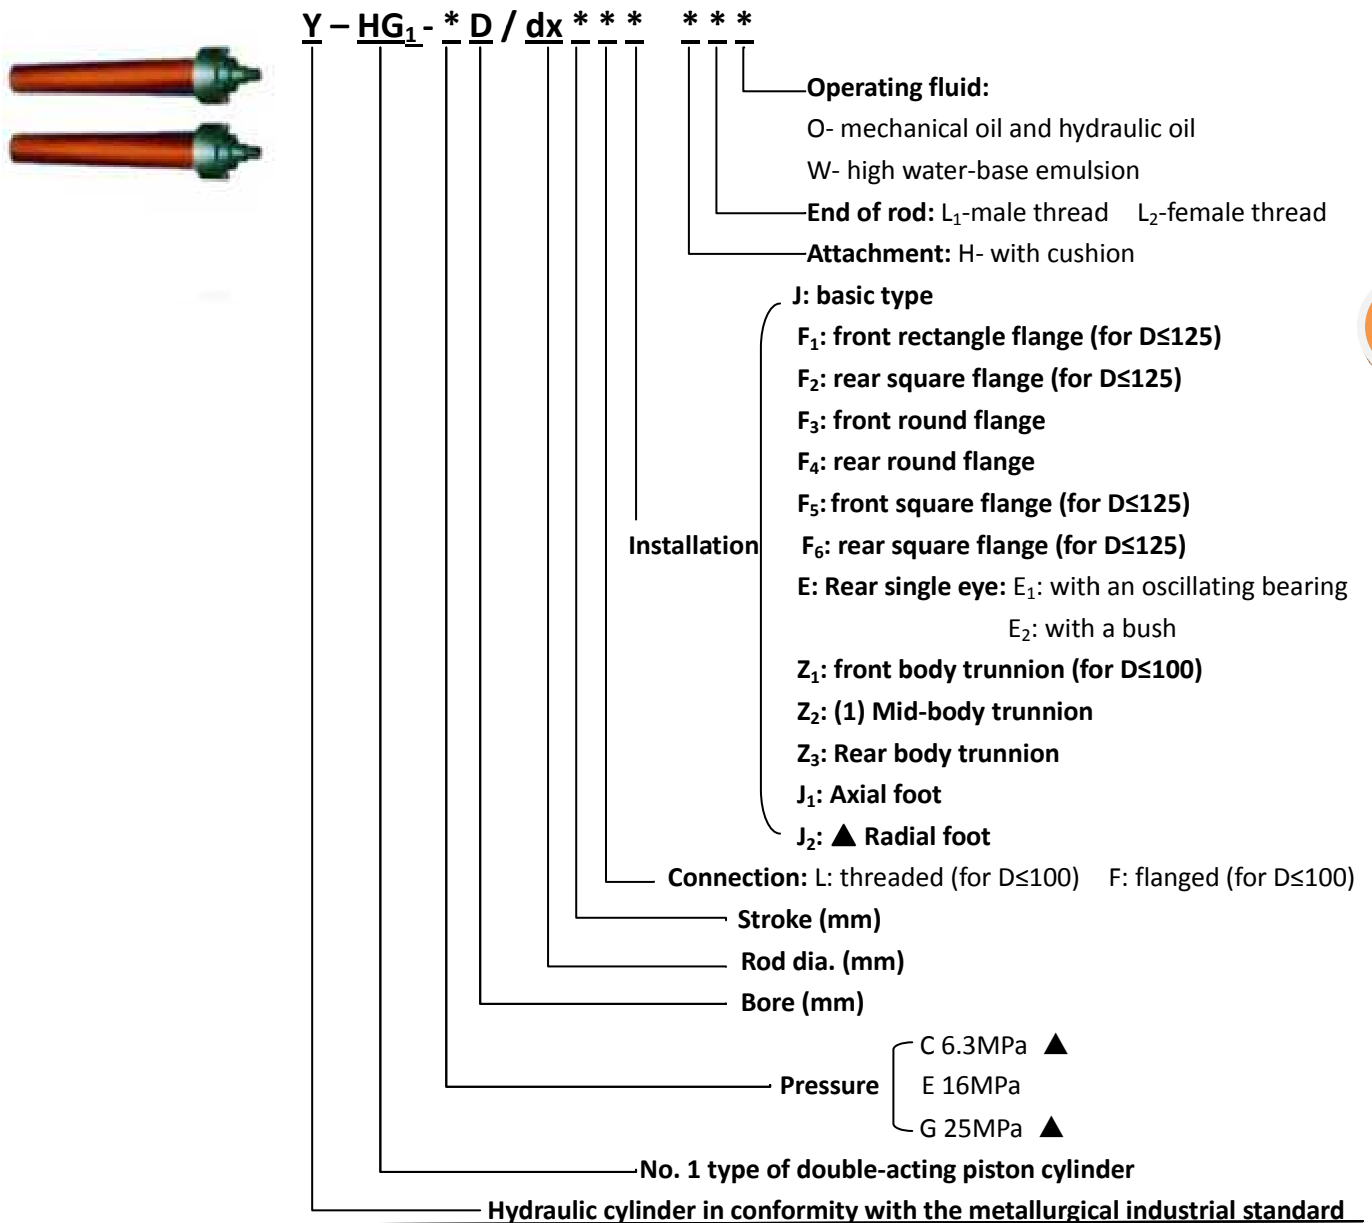 Y – HG₁ - * D / dx * * * * * *
Operating fluid:
O- mechanical oil and hydraulic oil
W- high water-base emulsion
End of rod: L₁-male thread L₂-female thread
Attachment: H- with cushion
J: basic type
F₁: front rectangle flange (for D≤125)
F₂: rear square flange (for D≤125)
F₃: front round flange
F₄: rear round flange
F₅: front square flange (for D≤125)
Installation F₆: rear square flange (for D≤125)
E: Rear single eye: E₁: with an oscillating bearing
E₂: with a bush
Z₁: front body trunnion (for D≤100)
Z₂: (1) Mid-body trunnion
Z₃: Rear body trunnion
J₁: Axial foot
J₂: ▲ Radial foot
Connection: L: threaded (for D≤100) F: flanged (for D≤100)
Stroke (mm)
Rod dia. (mm)
Bore (mm)
C 6.3MPa ▲
Pressure E 16MPa
G 25MPa ▲
No. 1 type of double-acting piston cylinder
Hydraulic cylinder in conformity with the metallurgical industrial standard